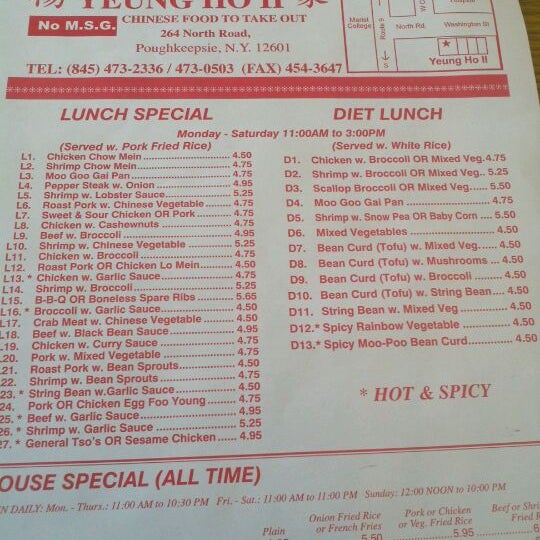 YEUNG HO II
No M.S.G.
CHINESE FOOD TO TAKE OUT
264 North Road,
Poughkeepsie, N.Y. 12601
TEL: (845) 473-2336 / 473-0503 (FAX) 454-3647
Marist College
Route 9
North Rd.
Washington St
S
Yeung Ho II
LUNCH SPECIAL
DIET LUNCH
Monday - Saturday 11:00AM to 3:00PM
(Served w. Pork Fried Rice)
L1. Chicken Chow Mein 4.50
L2. Shrimp Chow Mein 4.75
L3. Moo Goo Gai Pan 4.75
L4. Pepper Steak w. Onion 4.95
L5. Shrimp w. Lobster Sauce 5.25
L6. Roast Pork w. Chinese Vegetable 4.75
L7. Sweet & Sour Chicken OR Pork 4.75
L8. Chicken w. Cashewnuts 4.75
L9. Beef w. Broccoli 4.95
L10. Shrimp w. Chinese Vegetable 5.25
L11. Chicken w. Broccoli 4.75
L12. Roast Pork OR Chicken Lo Mein 4.50
L13. * Chicken w. Garlic Sauce 4.75
L14. Shrimp w. Broccoli 5.25
L15. B-B-Q OR Boneless Spare Ribs 5.65
L16. * Broccoli w. Garlic Sauce 4.50
L17. Crab Meat w. Chinese Vegetable 4.50
L18. Beef w. Black Bean Sauce 4.95
L19. Chicken w. Curry Sauce 4.75
L20. Pork w. Mixed Vegetable 4.75
L21. Roast Pork w. Bean Sprouts 4.50
L22. Shrimp w. Bean Sprouts 4.75
23. * String Bean w.Garlic Sauce 4.50
24. Pork OR Chicken Egg Foo Young 4.75
25. * Beef w. Garlic Sauce 4.95
26. * Shrimp w. Garlic Sauce 5.25
27. * General Tso's OR Sesame Chicken 4.95
(Served w. White Rice)
D1. Chicken w. Broccoli OR Mixed Veg. 4.75
D2. Shrimp w. Broccoli OR Mixed Veg. 5.25
D3. Scallop Broccoli OR Mixed Veg. 5.50
D4. Moo Goo Gai Pan 4.75
D5. Shrimp w. Snow Pea OR Baby Corn 5.50
D6. Mixed Vegetables 4.50
D7. Bean Curd (Tofu) w. Mixed Veg. 4.50
D8. Bean Curd (Tofu) w. Mushrooms 4.50
D9. Bean Curd (Tofu) w. Broccoli 4.50
D10. Bean Curd (Tofu) w. String Bean 4.50
D11. String Bean w. Mixed Veg 4.50
D12.* Spicy Rainbow Vegetable 4.50
D13.* Spicy Moo-Poo Bean Curd 4.50
* HOT & SPICY
OUSE SPECIAL (ALL TIME)
EN DAILY: Mon. - Thurs.: 11:00 AM to 10:30 PM Fri. - Sat.: 11:00 AM to 11:00 PM Sunday: 12:00 NOON to 10:00 PM
Plain
Onion Fried Rice or French Fries
Pork or Chicken or Veg. Fried Rice
Beef or Shri
Fried R
5.50
5.95